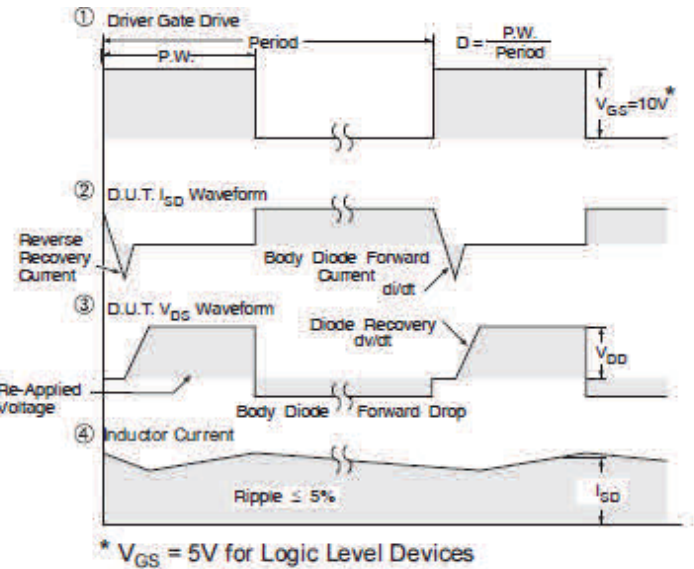 ① Driver Gate Drive
P.W.
Period
D = P.W.
Period
V_GS=10V*
② D.U.T. I_SD Waveform
Reverse
Recovery
Current
Body Diode Forward
Current
di/dt
③ D.U.T. V_DS Waveform
Diode Recovery
dv/dt
V_DD
Re-Applied
Voltage
Body Diode Forward Drop
④ Inductor Current
Ripple ≤ 5%
I_SD
* V_GS = 5V for Logic Level Devices